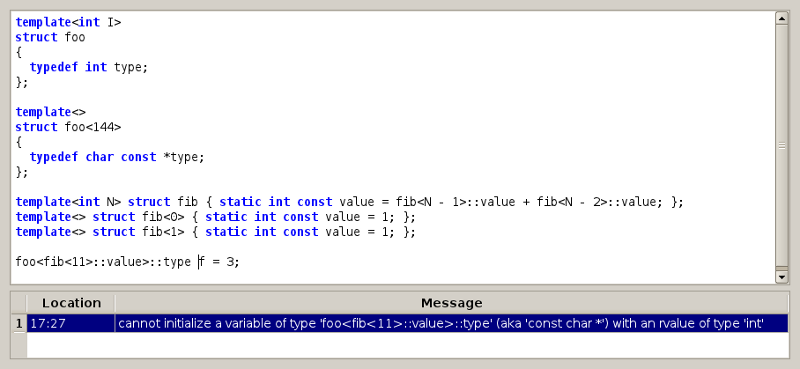 template<int I>
struct foo
{
  typedef int type;
};

template<>
struct foo<144>
{
  typedef char const *type;
};

template<int N> struct fib { static int const value = fib<N - 1>::value + fib<N - 2>::value; };
template<> struct fib<0> { static int const value = 1; };
template<> struct fib<1> { static int const value = 1; };

foo<fib<11>::value>::type f = 3;
Location Message
1 17:27 cannot initialize a variable of type 'foo<fib<11>::value>::type' (aka 'const char *') with an rvalue of type 'int'